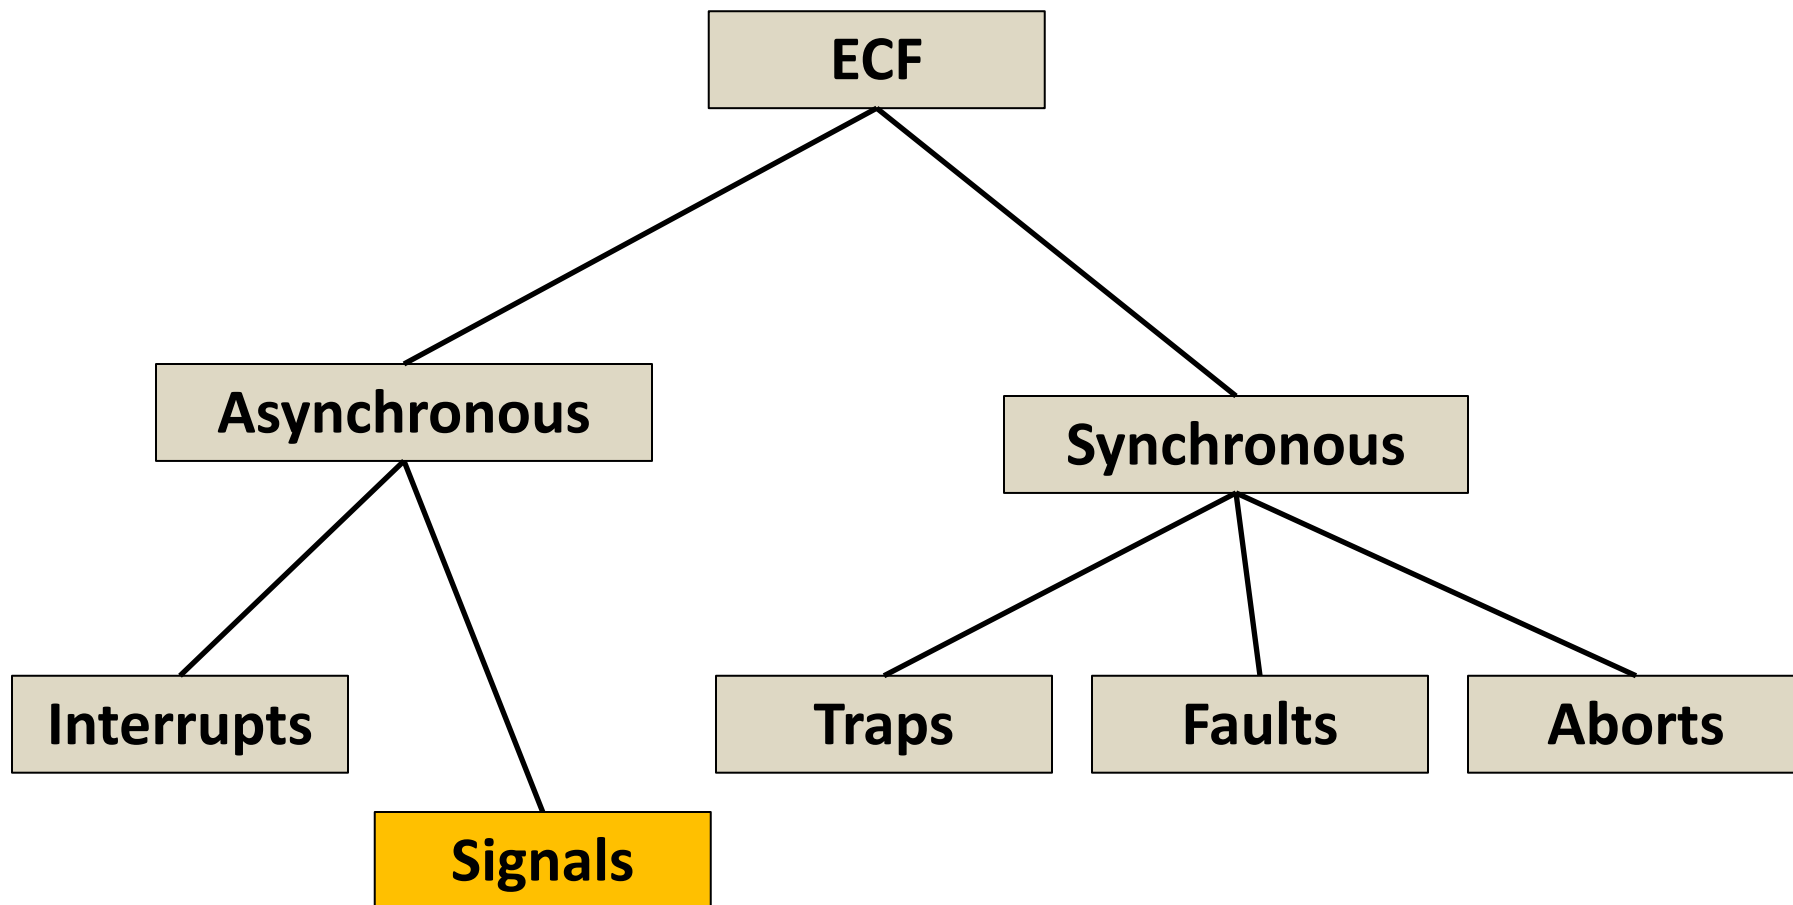 ECF
Asynchronous
Synchronous
Interrupts
Traps
Faults
Aborts
Signals